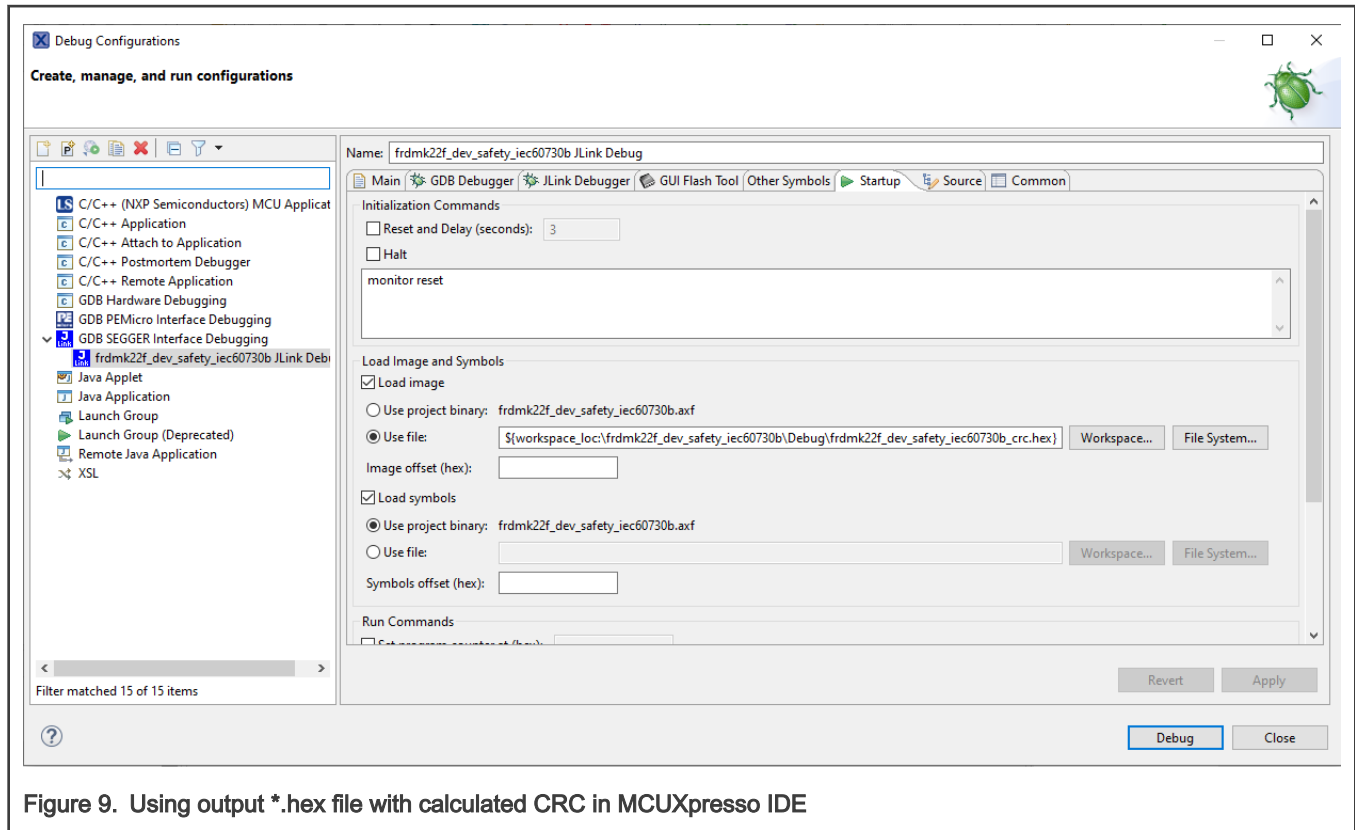 Debug Configurations
Create, manage, and run configurations
Name: frdmk22f_dev_safety_iec60730b JLink Debug
Main GDB Debugger JLink Debugger GUI Flash Tool Other Symbols Startup Source Common
C/C++ (NXP Semiconductors) MCU Applicat
C/C++ Application
C/C++ Attach to Application
C/C++ Postmortem Debugger
C/C++ Remote Application
GDB Hardware Debugging
GDB PEMicro Interface Debugging
GDB SEGGER Interface Debugging
frdmk22f_dev_safety_iec60730b JLink Deb
Java Applet
Java Application
Launch Group
Launch Group (Deprecated)
Remote Java Application
XSL
Filter matched 15 of 15 items
Initialization Commands
Reset and Delay (seconds): 3
Halt
monitor reset
Load Image and Symbols
Load image
Use project binary: frdmk22f_dev_safety_iec60730b.axf
Use file: ${workspace_loc:\frdmk22f_dev_safety_iec60730b\Debug\frdmk22f_dev_safety_iec60730b_crc.hex} Workspace... File System...
Image offset (hex):
Load symbols
Use project binary: frdmk22f_dev_safety_iec60730b.axf
Use file: Workspace... File System...
Symbols offset (hex):
Run Commands
Set program counter at (hex):
Revert Apply
Debug Close
Figure 9. Using output *.hex file with calculated CRC in MCUXpresso IDE